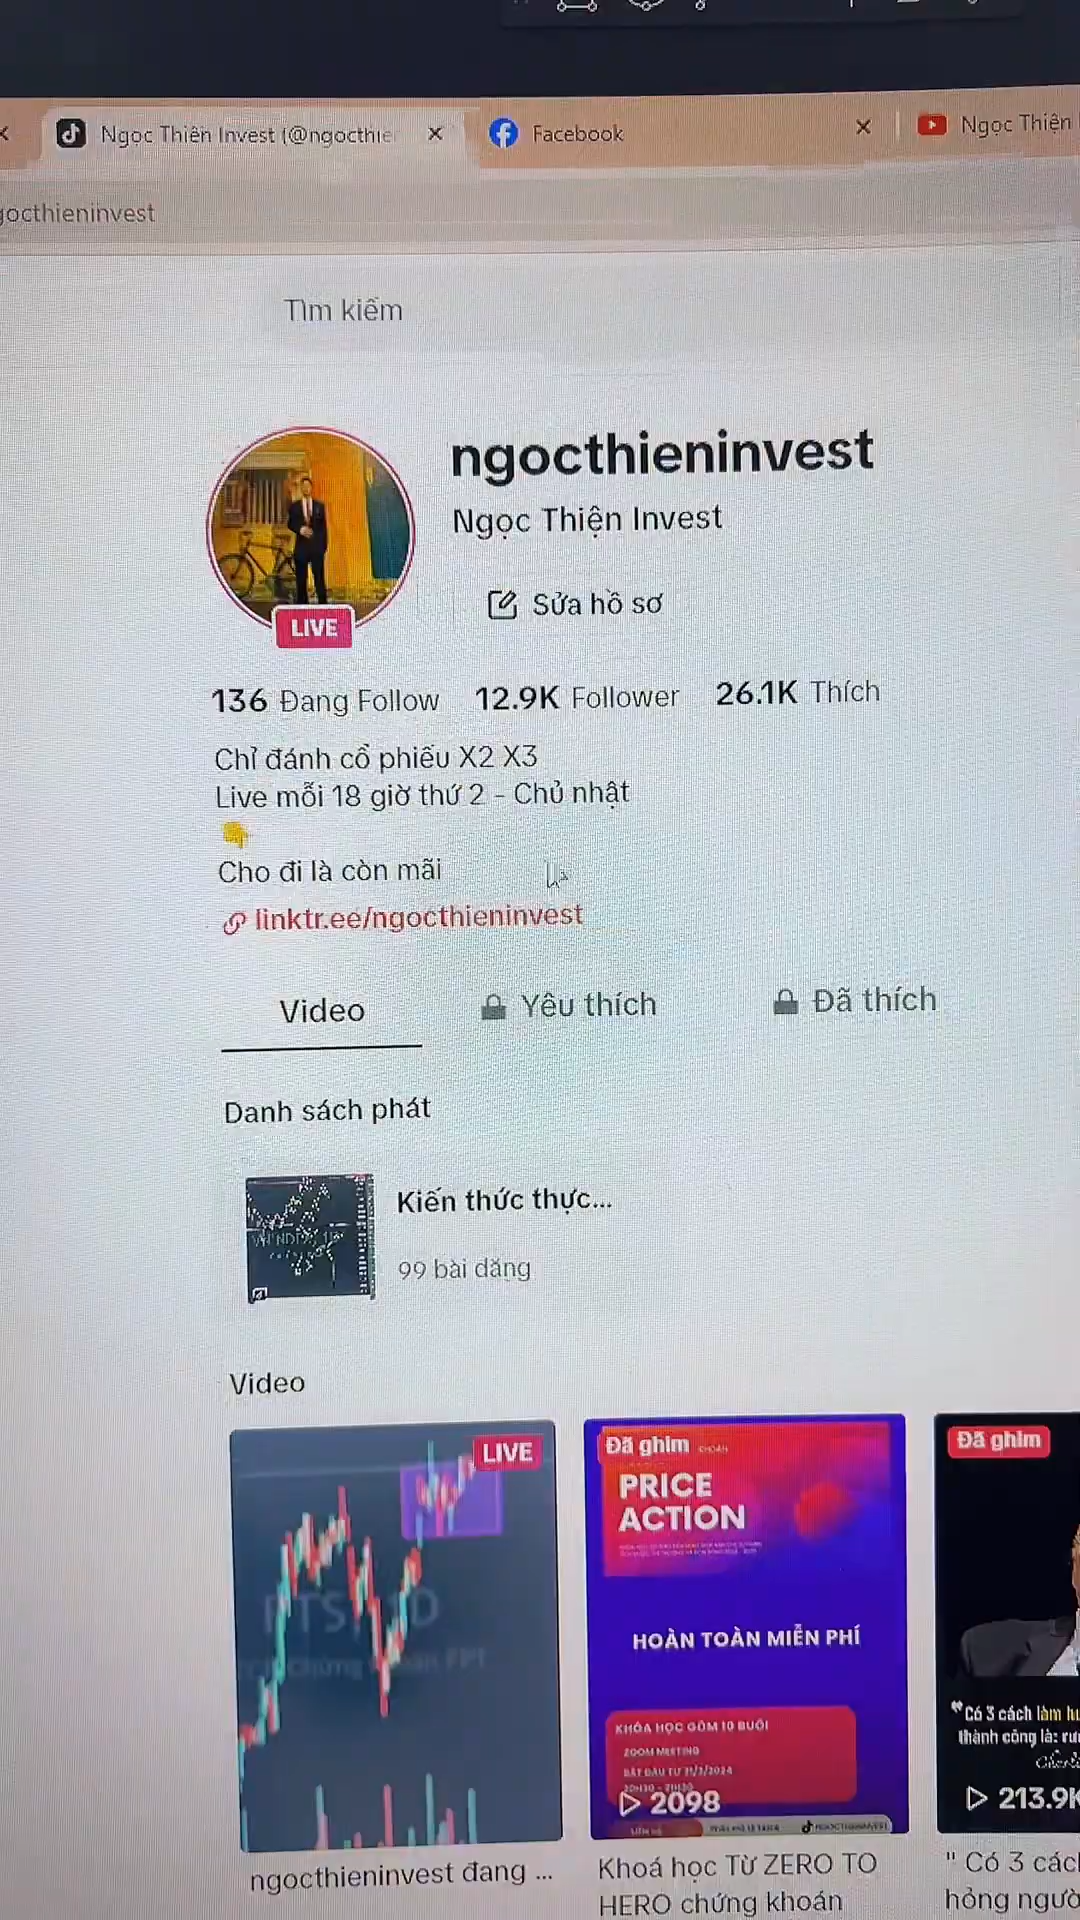 Ngọc Thiện Invest (@ngocthie
Facebook
Ngọc Thiện
gocthieninvest
Tìm kiếm
ngocthieninvest
Ngọc Thiện Invest
Sửa hồ sơ
LIVE
136 Đang Follow 12.9K Follower 26.1K Thích
Chỉ đánh cổ phiếu X2 X3
Live mỗi 18 giờ thứ 2 - Chủ nhật
Cho đi là còn mãi
linktr.ee/ngocthieninvest
Video Yêu thích Đã thích
Danh sách phát
Kiến thức thực...
99 bài đăng
Video
LIVE
ngocthieninvest đang ...
Đã ghim
PRICE
ACTION
HOÀN TOÀN MIỄN PHÍ
KHÓA HỌC GỒM 10 BUỔI
ZOOM MEETING
2098
Khoá học Từ ZERO TO
HERO chứng khoán
Đã ghim
"Có 3 cách làm
thành công là:
213.9K
" Có 3 các
hỏng ngườ